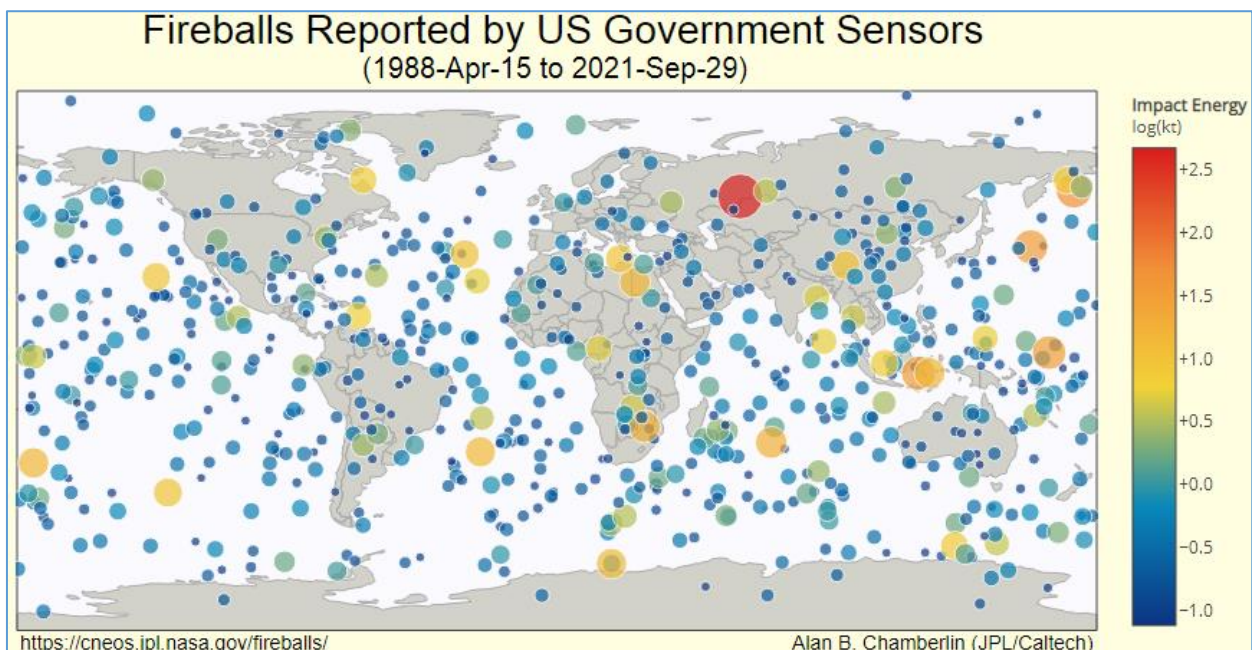 Fireballs Reported by US Government Sensors
(1988-Apr-15 to 2021-Sep-29)
Impact Energy
log(kt)
+2.5
+2.0
+1.5
+1.0
+0.5
+0.0
−0.5
−1.0
https://cneos.jpl.nasa.gov/fireballs/
Alan B. Chamberlin (JPL/Caltech)